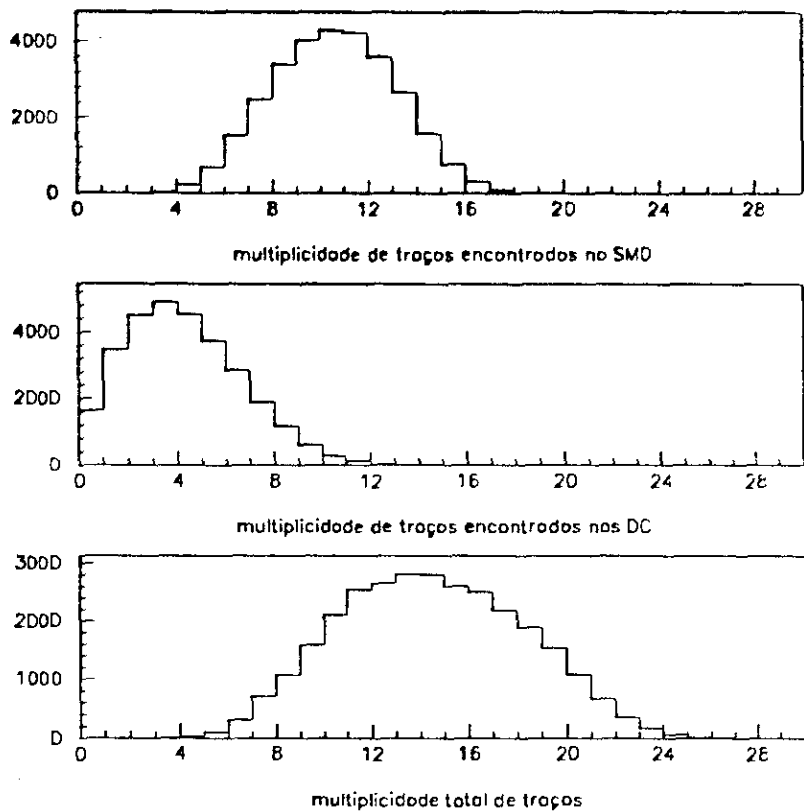 4000
2000
0
0 4 8 12 16 20 24 28
multiplicidade de traços encontrados no SMD
4000
2000
0
0 4 8 12 16 20 24 28
multiplicidade de traços encontrados nas DC
3000
2000
1000
0
0 4 8 12 16 20 24 28
multiplicidade total de traços